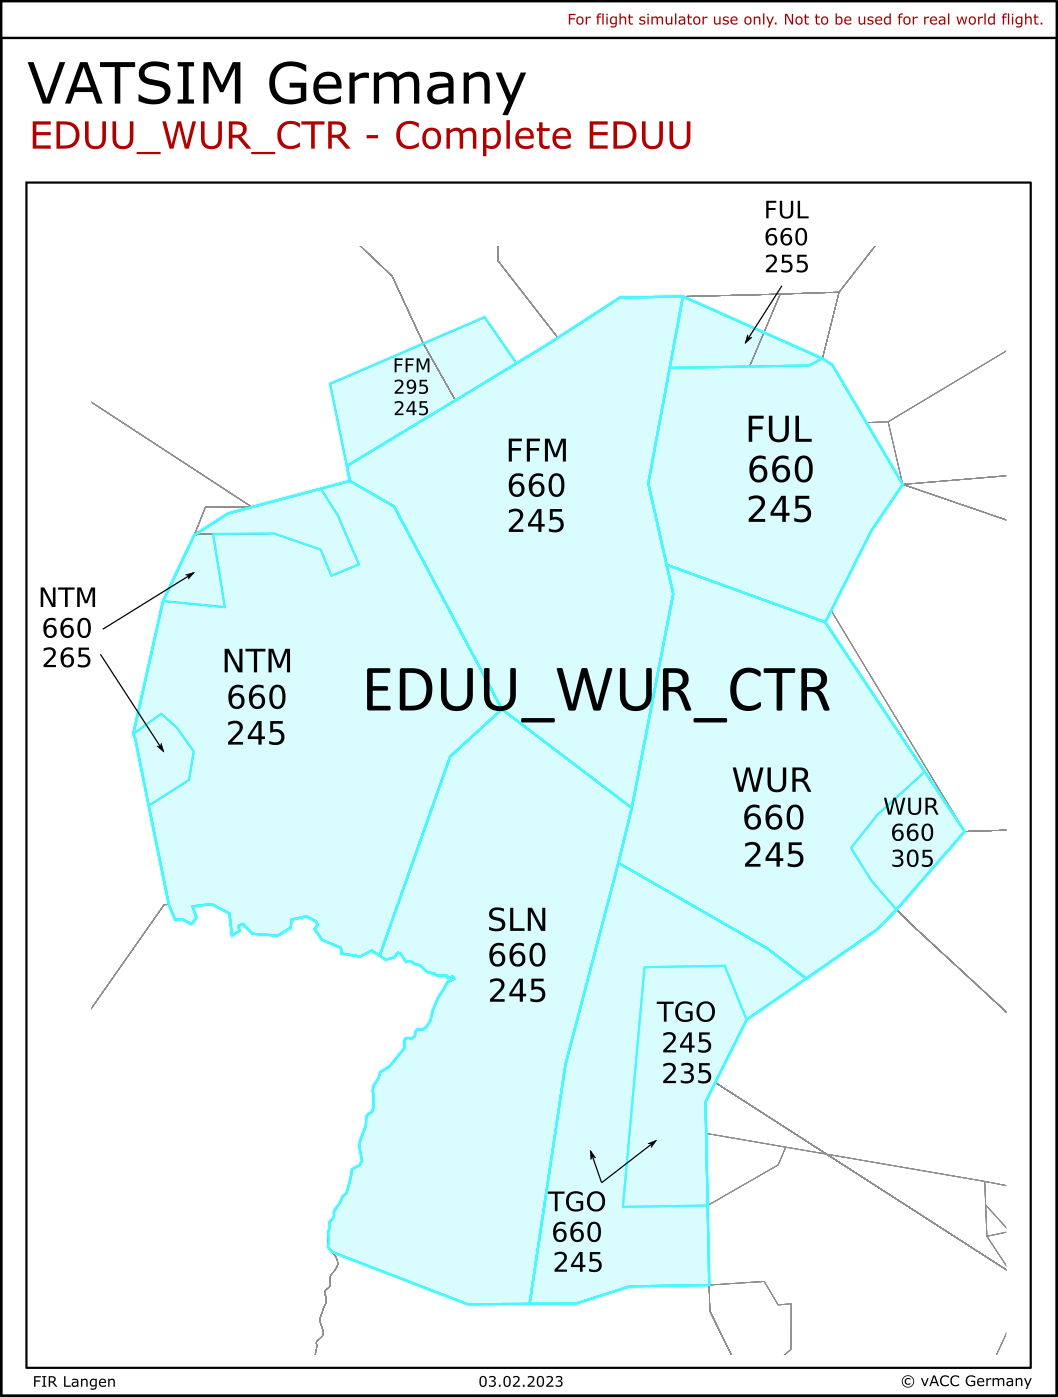 For flight simulator use only. Not to be used for real world flight.
VATSIM Germany
EDUU_WUR_CTR - Complete EDUU
FUL
660
255
FFM
295
245
FUL
660
245
FFM
660
245
NTM
660
265
NTM
660
245
EDUU_WUR_CTR
WUR
660
245
WUR
660
305
SLN
660
245
TGO
245
235
TGO
660
245
FIR Langen
03.02.2023
© vACC Germany